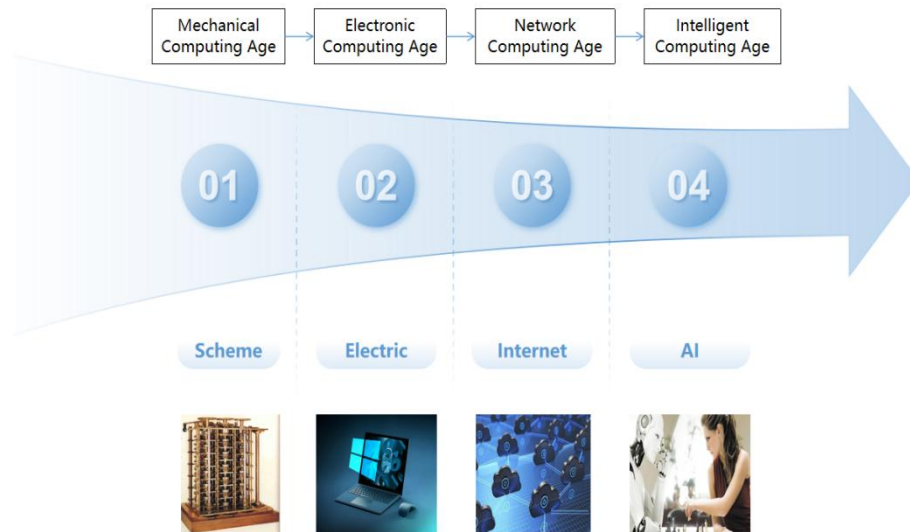 Mechanical
Computing Age
Electronic
Computing Age
Network
Computing Age
Intelligent
Computing Age
01
02
03
04
Scheme
Electric
Internet
AI